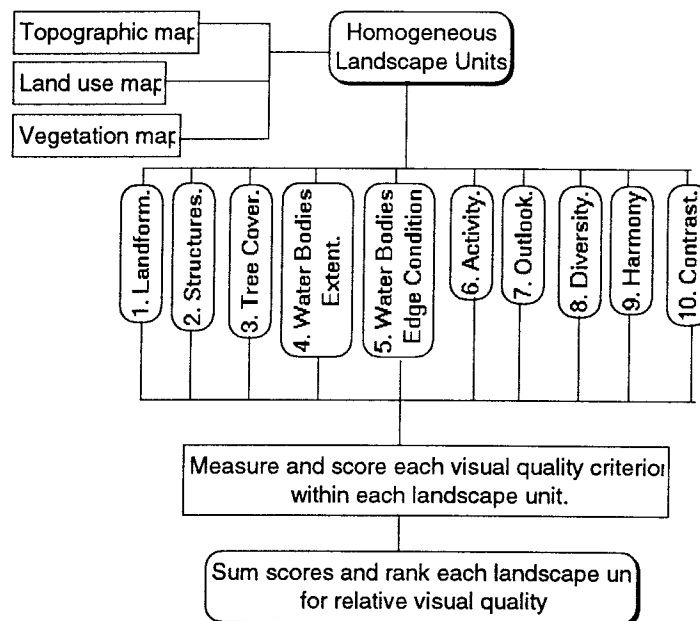 Topographic map
Homogeneous
Landscape Units
Land use map
Vegetation map
1. Landform.
2. Structures.
3. Tree Cover.
4. Water Bodies
Extent.
5. Water Bodies
Edge Condition
6. Activity.
7. Outlook.
8. Diversity.
9. Harmony
10. Contrast.
Measure and score each visual quality criterion
within each landscape unit.
Sum scores and rank each landscape un
for relative visual quality